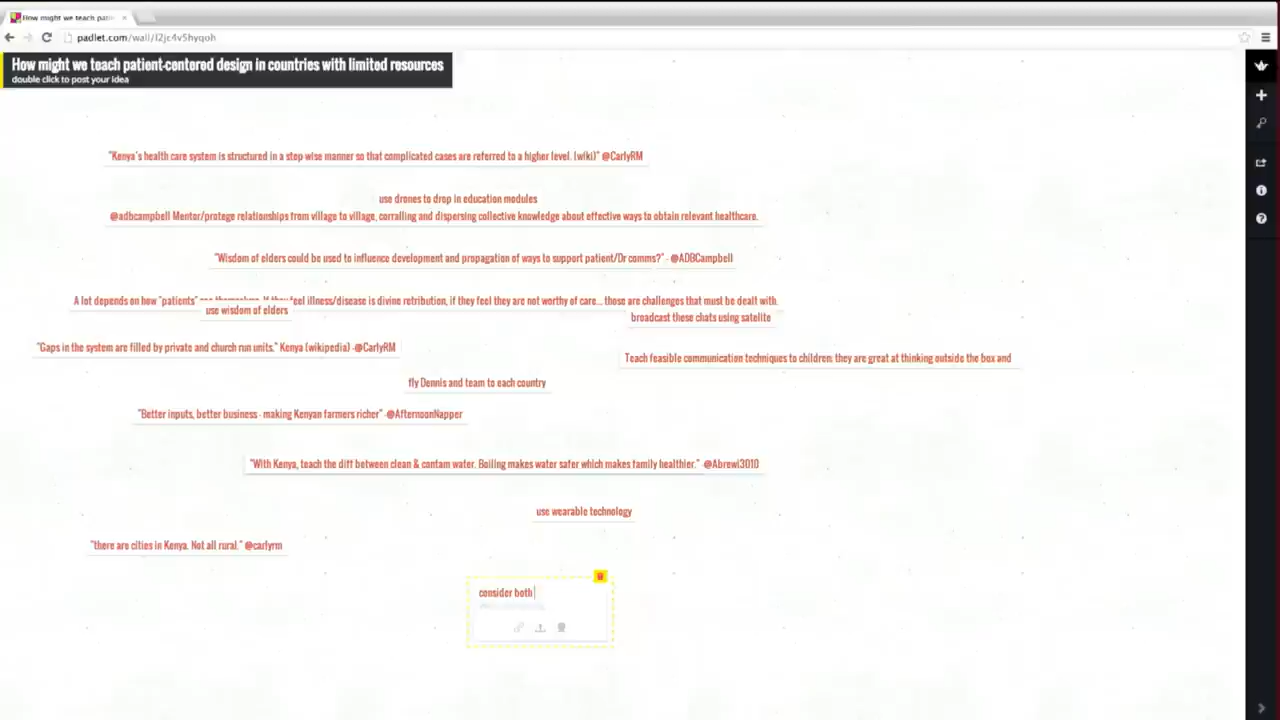 How might we teach pati
padlet.com/wall/l2jc4v5hyqoh
How might we teach patient-centered design in countries with limited resources
double click to post your idea
"Kenya's health care system is structured in a step wise manner so that complicated cases are referred to a higher level. (wiki)" @CarlyRM
use drones to drop in education modules
@adbcampbell Mentor/protege relationships from village to village, corralling and dispersing collective knowledge about effective ways to obtain relevant healthcare.
"Wisdom of elders could be used to influence development and propagation of ways to support patient/Dr comms?" - @ADBCampbell
A lot depends on how "patients" see themselves. If they feel illness/disease is divine retribution, if they feel they are not worthy of care... those are challenges that must be dealt with.
use wisdom of elders
broadcast these chats using satelite
"Gaps in the system are filled by private and church run units." Kenya (wikipedia) -@CarlyRM
Teach feasible communication techniques to children: they are great at thinking outside the box and
fly Dennis and team to each country
"Better inputs, better business - making Kenyan farmers richer" -@AfternoonNapper
"With Kenya, teach the diff between clean & contam water. Boiling makes water safer which makes family healthier." -@Abrewi3010
use wearable technology
"there are cities in Kenya. Not all rural." @carlyrm
consider both